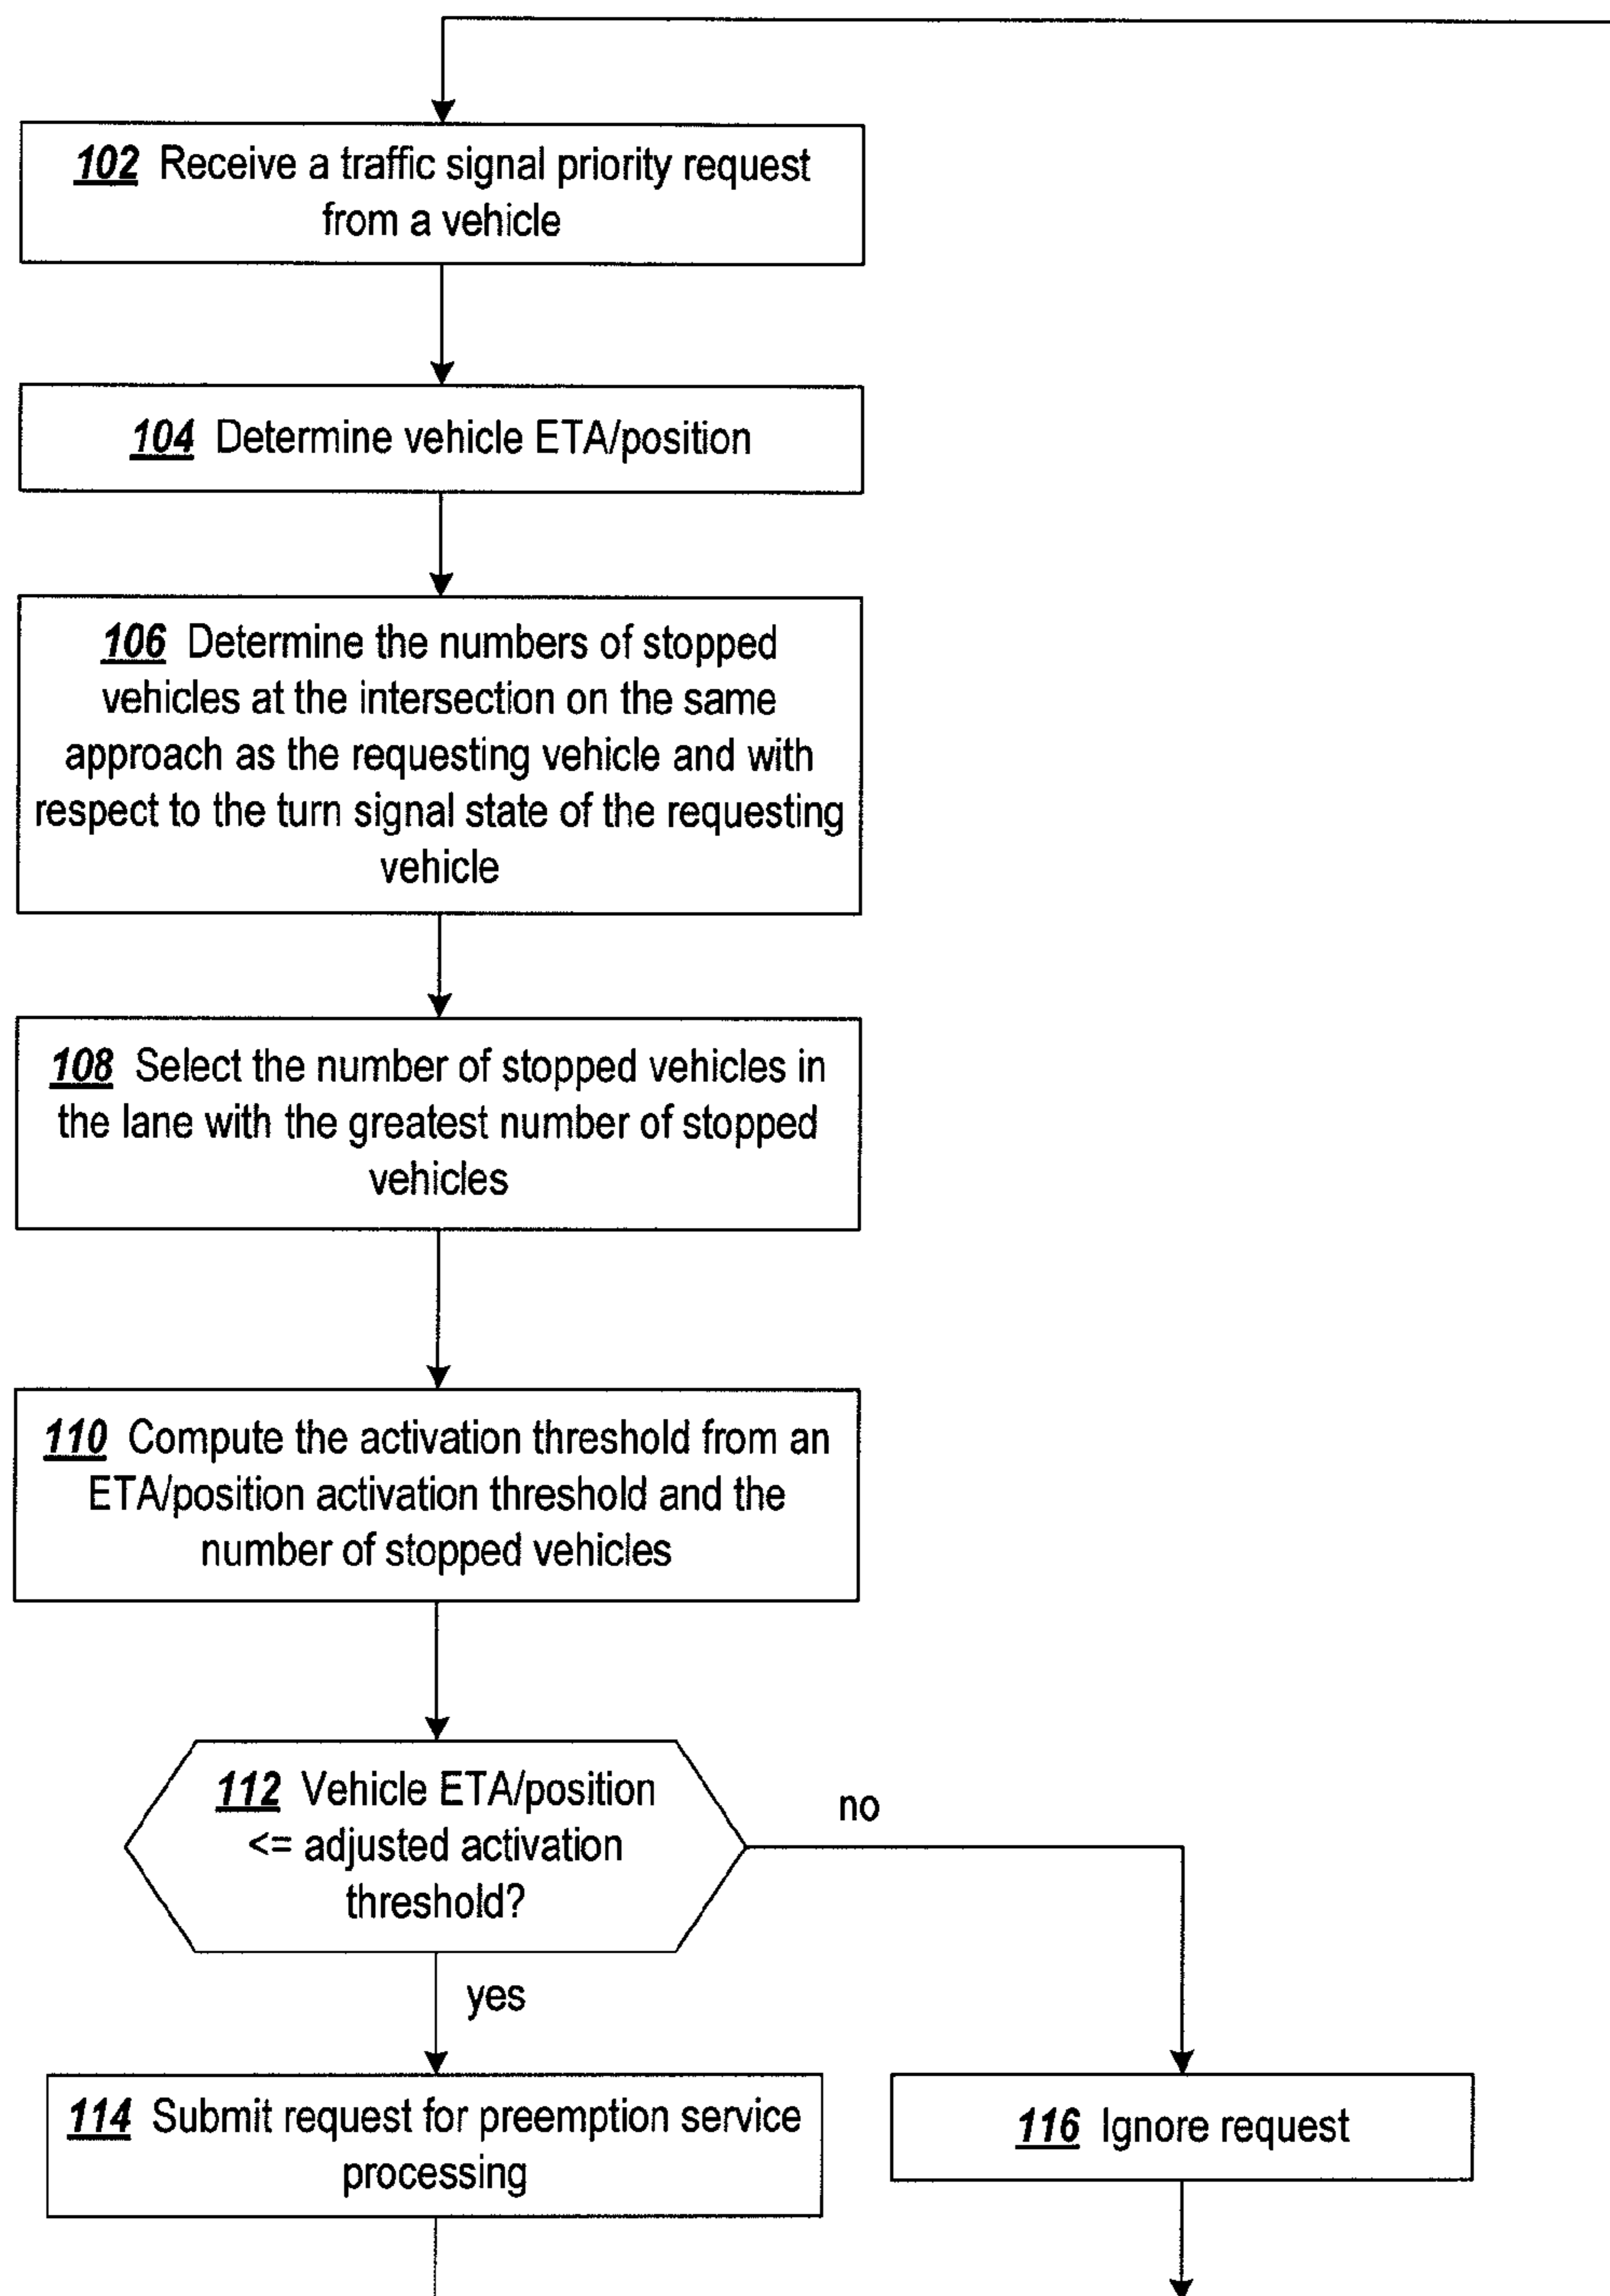 102 Receive a traffic signal priority request
from a vehicle
104 Determine vehicle ETA/position
106 Determine the numbers of stopped
vehicles at the intersection on the same
approach as the requesting vehicle and with
respect to the turn signal state of the requesting
vehicle
108 Select the number of stopped vehicles in
the lane with the greatest number of stopped
vehicles
110 Compute the activation threshold from an
ETA/position activation threshold and the
number of stopped vehicles
112 Vehicle ETA/position
<= adjusted activation
threshold?
no
yes
114 Submit request for preemption service
processing
116 Ignore request